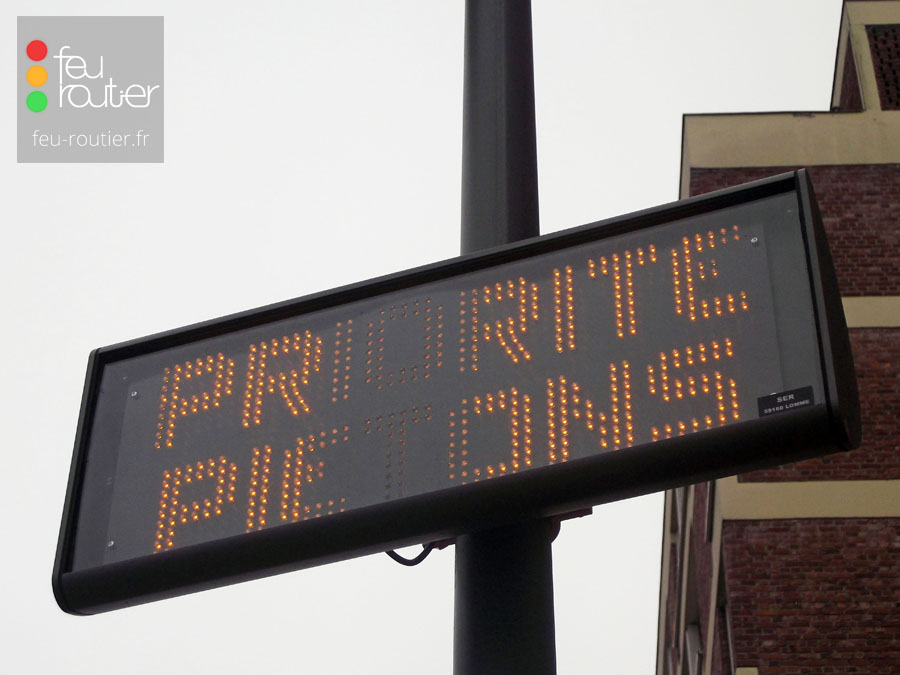 feu
routier
feu-routier.fr
PRIORITE
PIETONS
SER
59160 LOMME